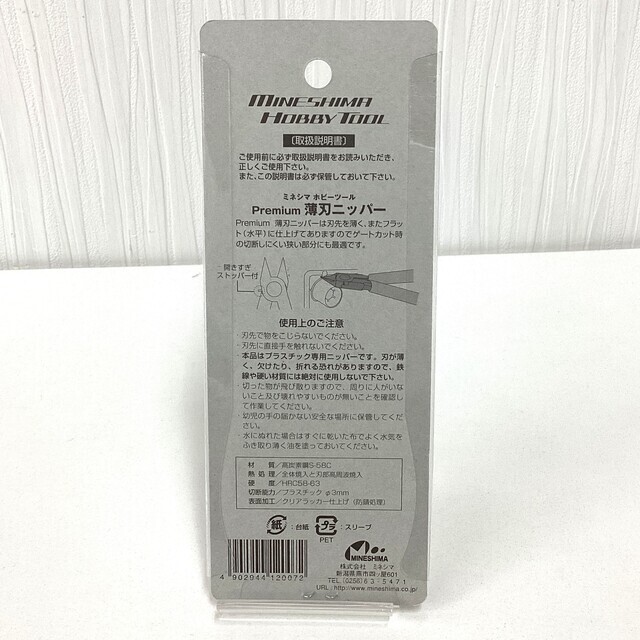 MINESHIMA
HOBBY TOOL
〔取扱説明書〕
ご使用前に必ず取扱説明書をお読みいただき、
正しくご使用下さい。
また、この説明書は必ず保管しておいて下さい。
ミネシマ ホビーツール
Premium 薄刃ニッパー
Premium 薄刃ニッパーは刃先を薄く、またフラッ
ト(水平)に仕上げてありますのでゲートカット時
の切断しにくい狭い部分にも最適です。
開きすぎ
ストッパー付
使用上のご注意
・刃先で物をこじらないでください。
・刃先に直接手を触れないでください。
・本品はプラスチック専用ニッパーです。刃が薄
く、欠けたり、折れる恐れがありますので、鉄
線や硬い材質には絶対に使用しないで下さい。
・切った物が飛び散りますので、周りに人がいな
いこと及び壊れやすいものが無いことを確認し
て作業してください。
・幼児の手の届かない安全な場所に保管してくだ
さい。
・水にぬれた場合はすぐに乾いた布でよく水気を
ふき取り薄く油を塗っておいてください。
材 質/高炭素鋼S-58C
熱 処 理/全体焼入と刃部高周波焼入
硬 度/HRC58-63
切断能力/プラスチック φ3mm
表面加工/クリアラッカー仕上げ(防錆処理)
紙 :台紙 プラ :スリーブ
PET
MINESHIMA
株式会社 ミネシマ
新潟県燕市四ッ屋601
TEL.(0256)63-5471
URL:http://www.mineshima.co.jp/
4 902944 120072